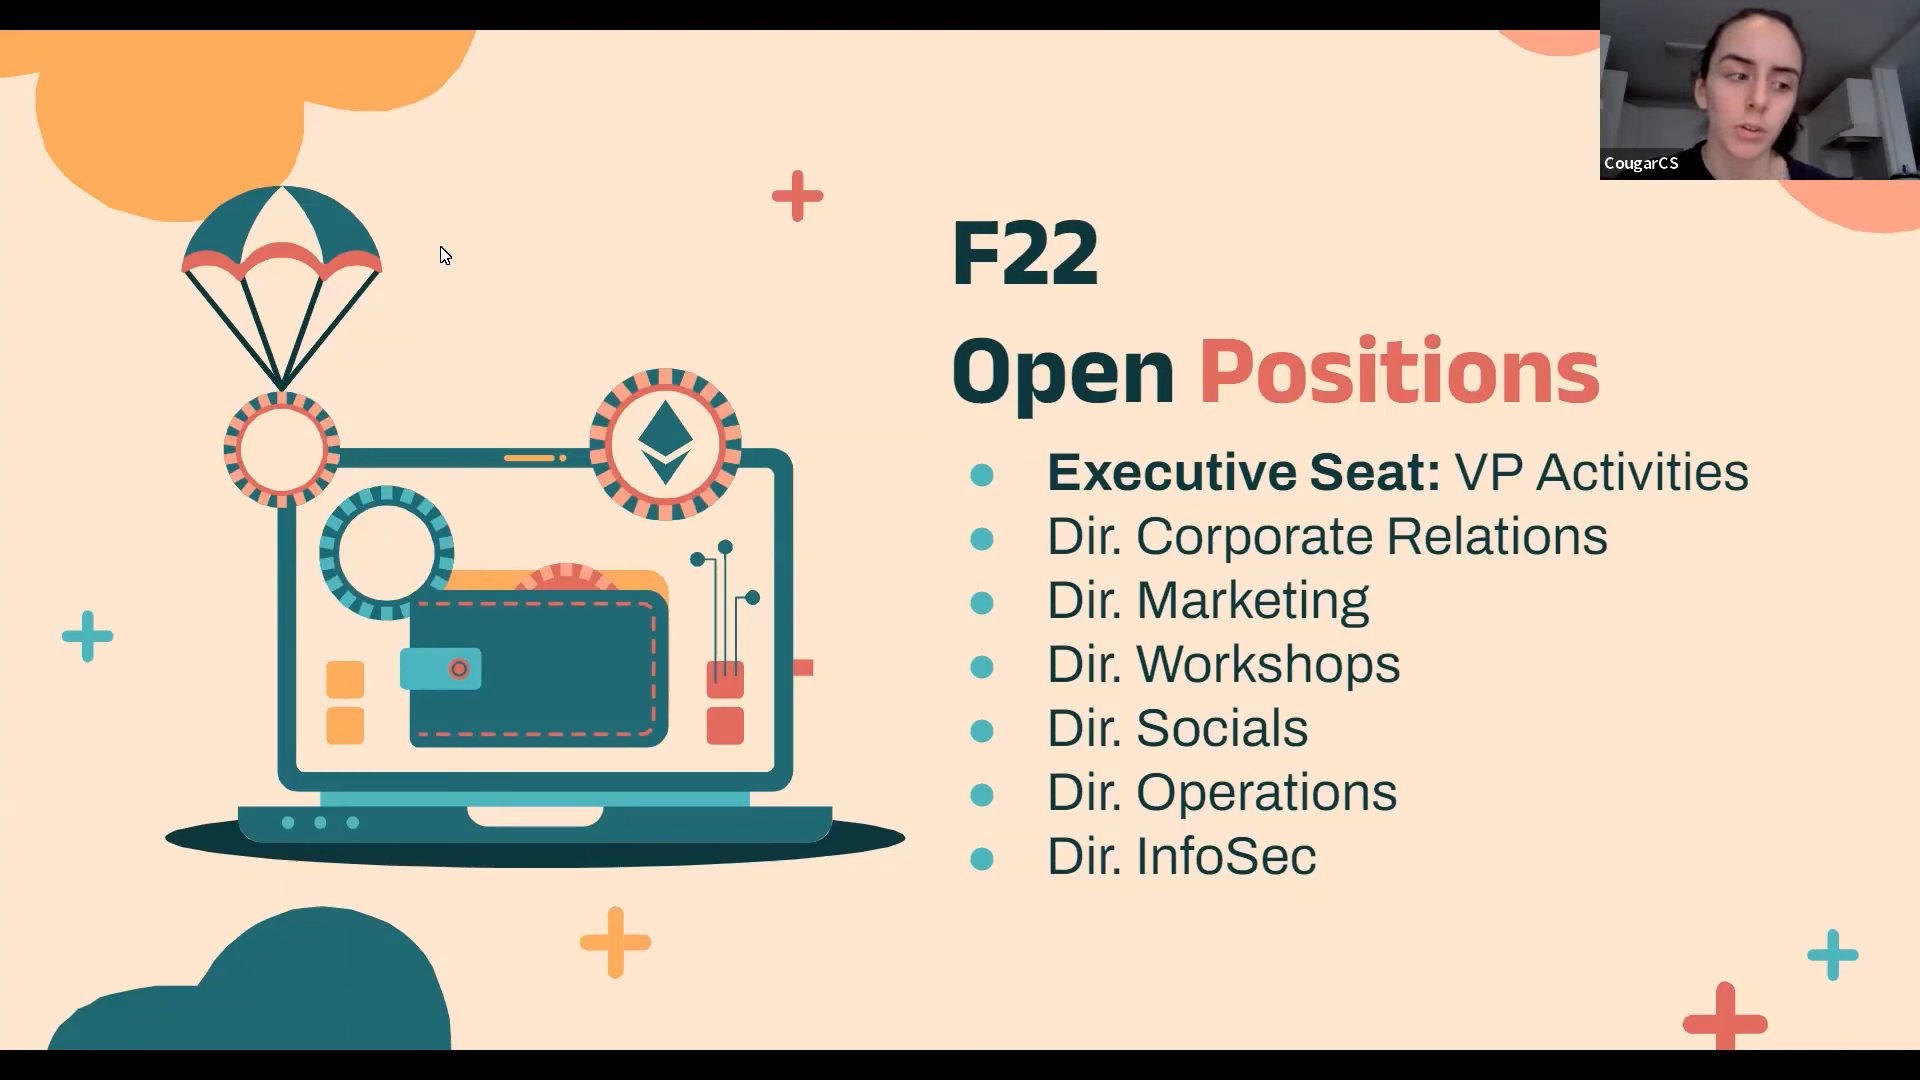 CougarCS
F22
Open Positions
Executive Seat: VP Activities
Dir. Corporate Relations
Dir. Marketing
Dir. Workshops
Dir. Socials
Dir. Operations
Dir. InfoSec